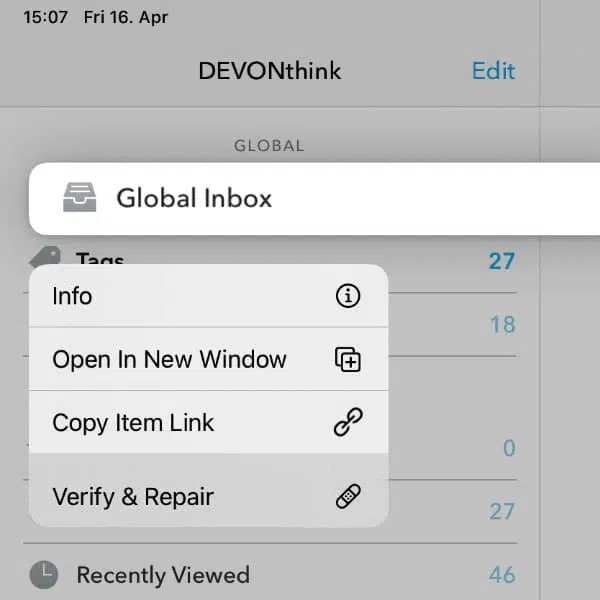 15:07 Fri 16. Apr
DEVONthink Edit
GLOBAL
Global Inbox
Tags 27
Info
18
Open In New Window
Copy Item Link
0
Verify & Repair
27
Recently Viewed 46